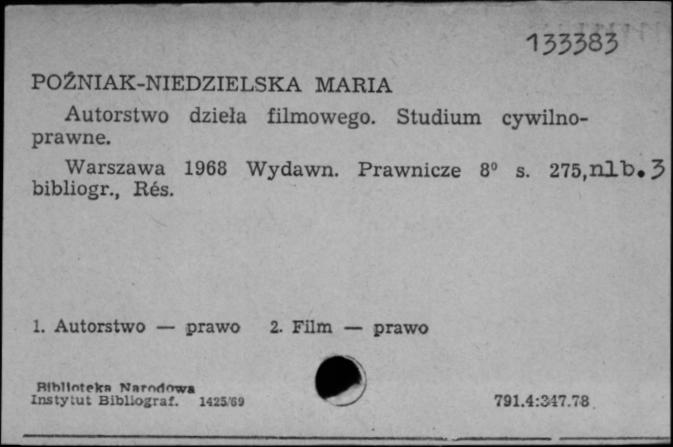 133383
POŹNIAK-NIEDZIELSKA MARIA
Autorstwo dzieła filmowego. Studium cywilno-
prawne.
Warszawa 1968 Wydawn. Prawnicze 8⁰ s. 275,nlb.3
bibliogr., Rés.
1. Autorstwo — prawo 2. Film — prawo
Biblioteka Narodowa
Instytut Bibliograf. 1425/69
791.4:347.78